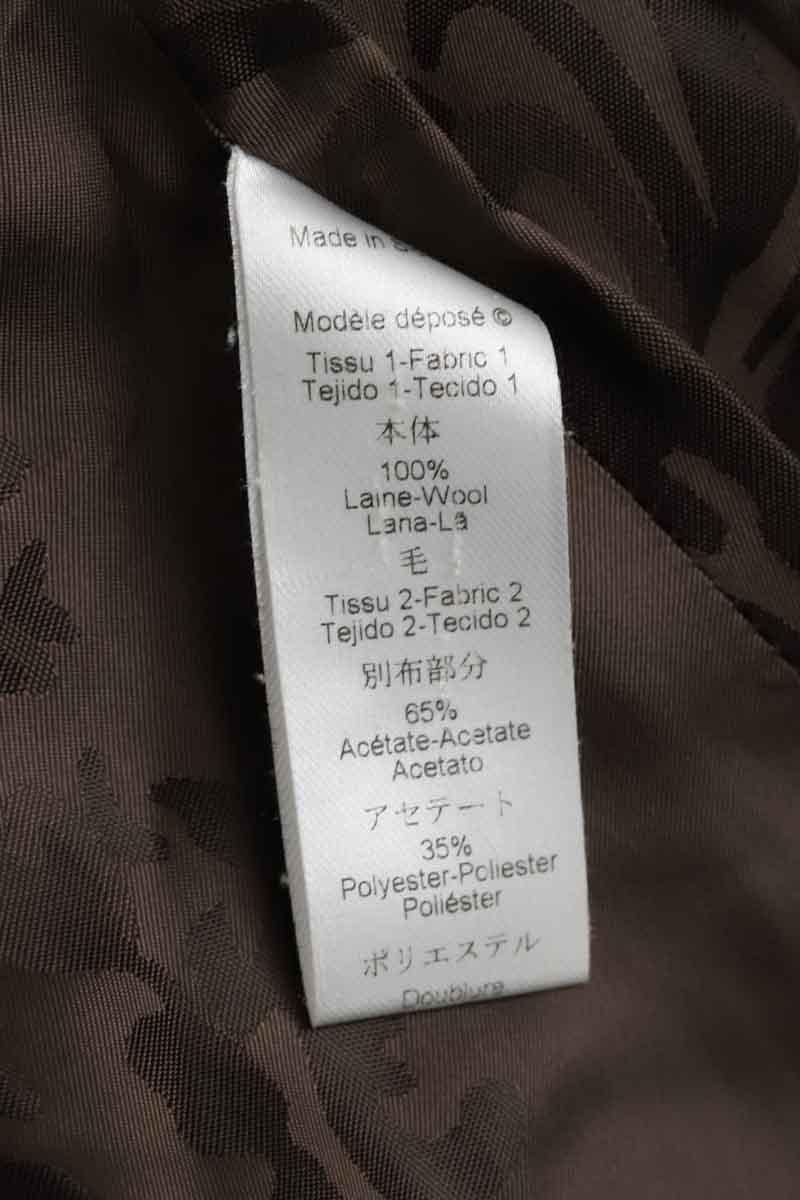 Made in
Modèle déposé ©
Tissu 1-Fabric 1
Tejido 1-Tecido 1
本体
100%
Laine-Wool
Lana-Lã
毛
Tissu 2-Fabric 2
Tejido 2-Tecido 2
別布部分
65%
Acétate-Acetate
Acetato
アセテート
35%
Polyester-Poliester
Poliéster
ポリエステル
Doublure